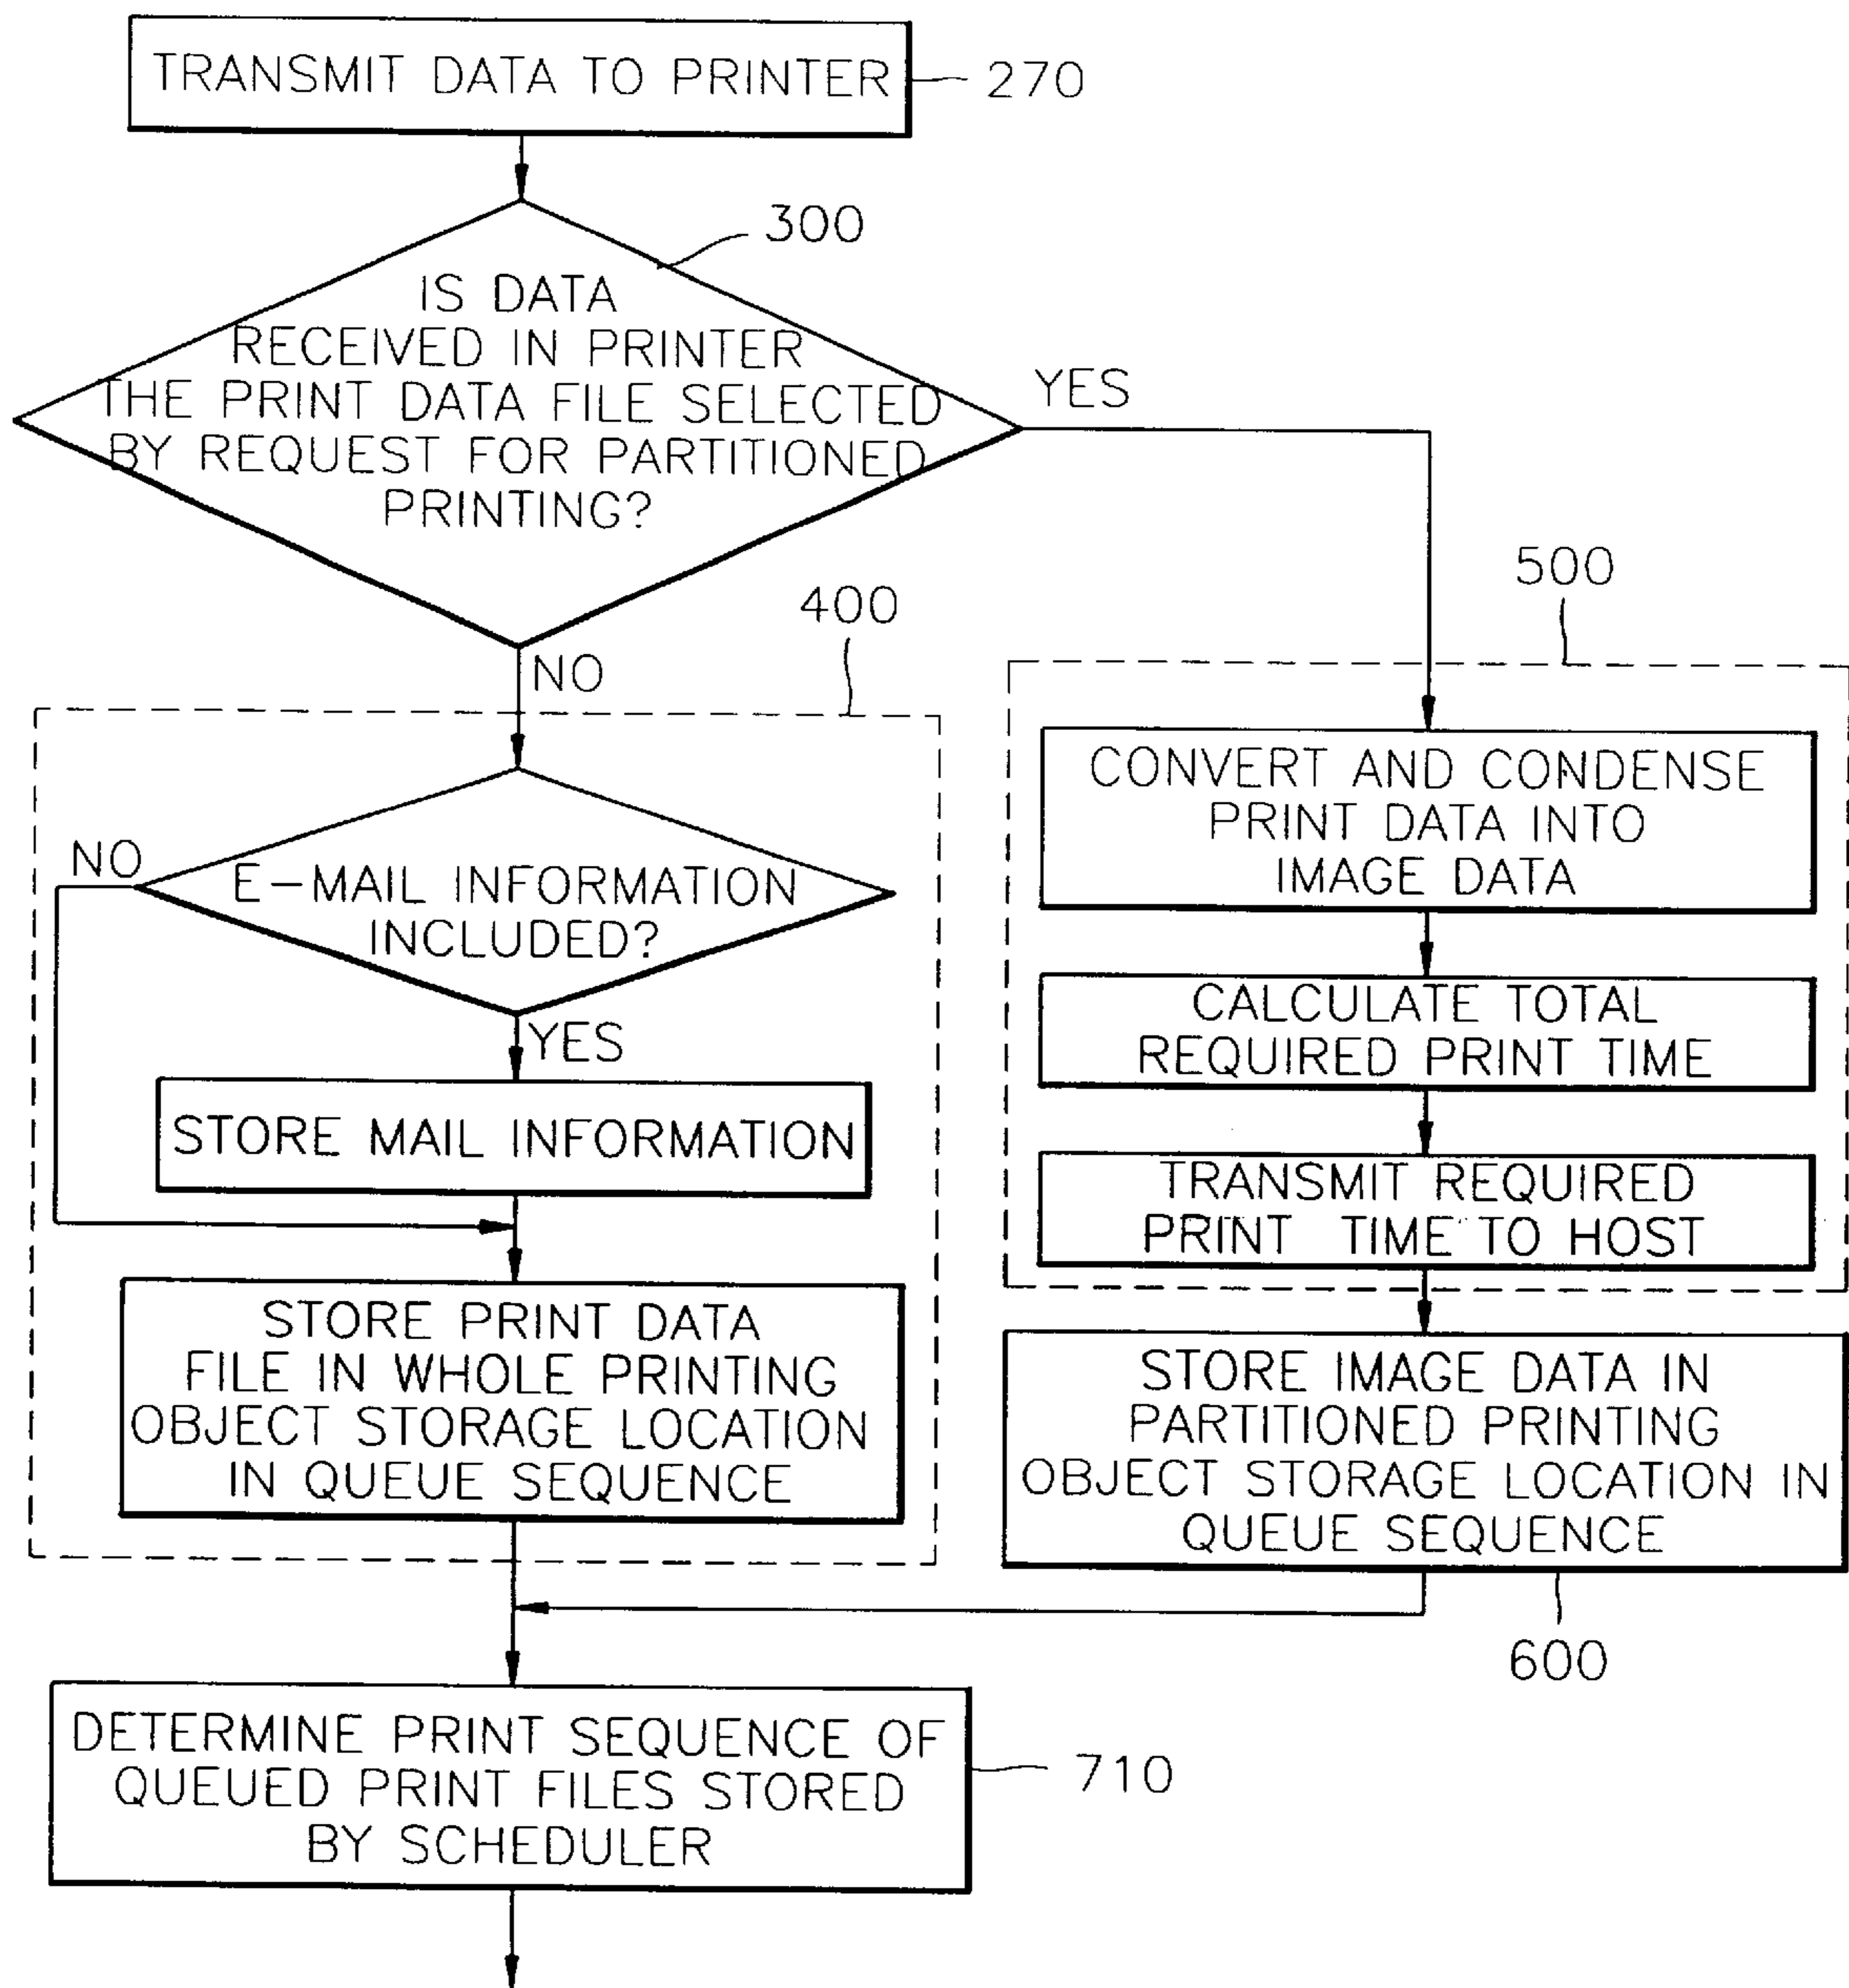 TRANSMIT DATA TO PRINTER
270
300
IS DATA
RECEIVED IN PRINTER
THE PRINT DATA FILE SELECTED
BY REQUEST FOR PARTITIONED
PRINTING?
YES
NO
400
500
E-MAIL INFORMATION
INCLUDED?
NO
YES
STORE MAIL INFORMATION
STORE PRINT DATA
FILE IN WHOLE PRINTING
OBJECT STORAGE LOCATION
IN QUEUE SEQUENCE
CONVERT AND CONDENSE
PRINT DATA INTO
IMAGE DATA
CALCULATE TOTAL
REQUIRED PRINT TIME
TRANSMIT REQUIRED
PRINT TIME TO HOST
STORE IMAGE DATA IN
PARTITIONED PRINTING
OBJECT STORAGE LOCATION IN
QUEUE SEQUENCE
600
DETERMINE PRINT SEQUENCE OF
QUEUED PRINT FILES STORED
BY SCHEDULER
710